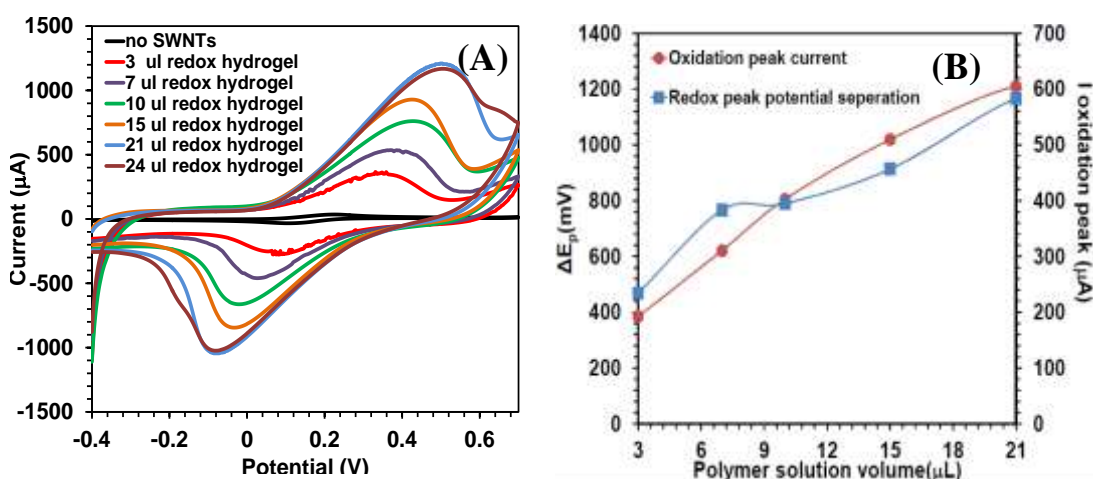 1500
1000
500
0
-500
-1000
-1500
Current (µA)
no SWNTs
3 ul redox hydrogel
7 ul redox hydrogel
10 ul redox hydrogel
15 ul redox hydrogel
21 ul redox hydrogel
24 ul redox hydrogel
(A)
-0.4 -0.2 0 0.2 0.4 0.6
Potential (V)
1400
1200
1000
800
600
400
200
0
ΔEp(mV)
Oxidation peak current
Redox peak potential seperation
(B)
700
600
500
400
300
200
100
0
I oxidation peak (µA)
3 6 9 12 15 18 21
Polymer solution volume(µL)